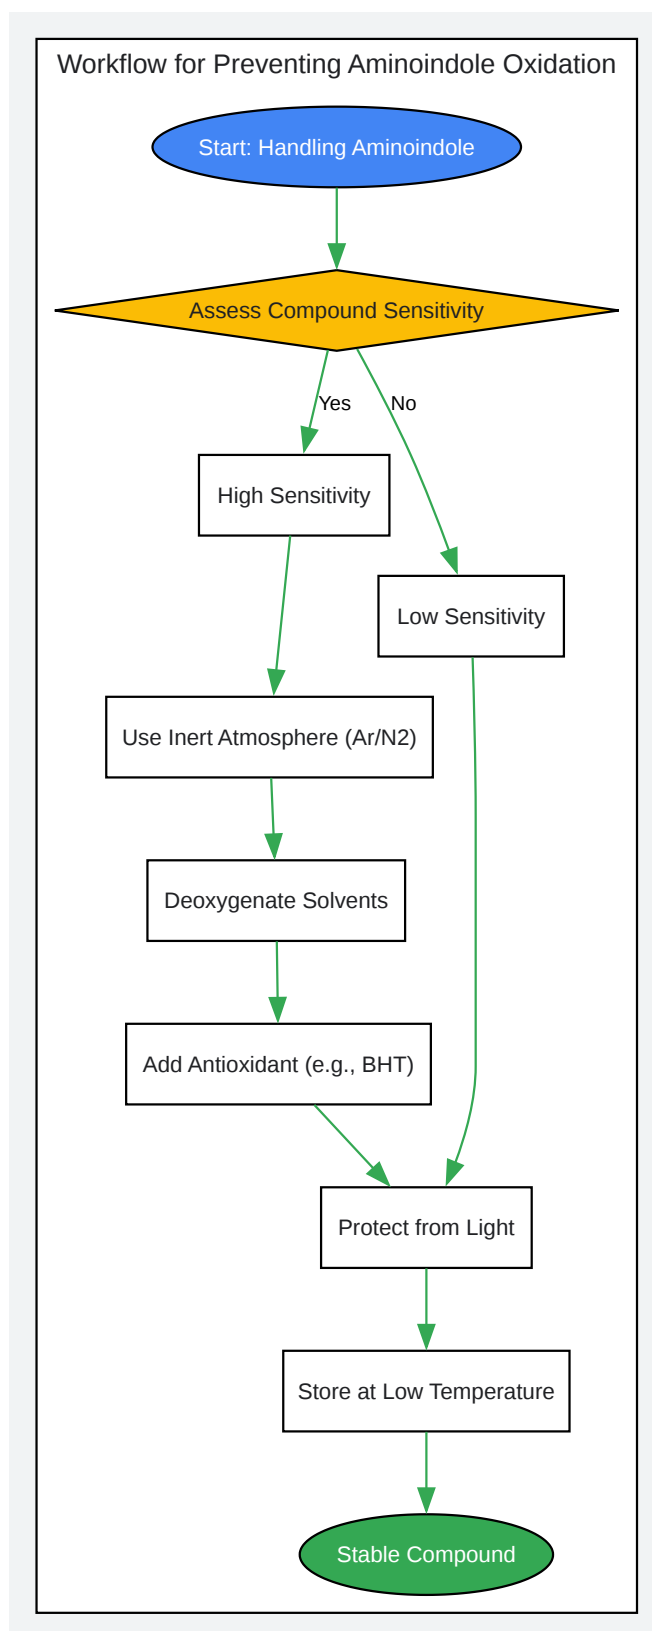 Workflow for Preventing Aminoindole Oxidation
Start: Handling Aminoindole
Assess Compound Sensitivity
Yes
No
High Sensitivity
Low Sensitivity
Use Inert Atmosphere (Ar/N2)
Deoxygenate Solvents
Add Antioxidant (e.g., BHT)
Protect from Light
Store at Low Temperature
Stable Compound